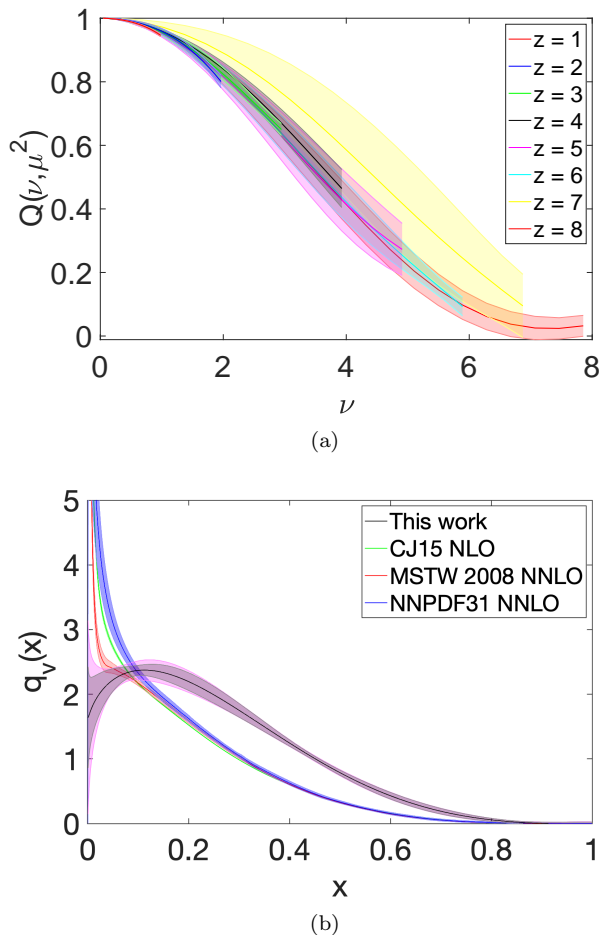 1
0.8
0.6
0.4
0.2
0
Q(ν,μ²)
z = 1
z = 2
z = 3
z = 4
z = 5
z = 6
z = 7
z = 8
0 2 4 6 8
ν
(a)
5
4
3
2
1
0
q_v(x)
This work
CJ15 NLO
MSTW 2008 NNLO
NNPDF31 NNLO
0 0.2 0.4 0.6 0.8 1
x
(b)